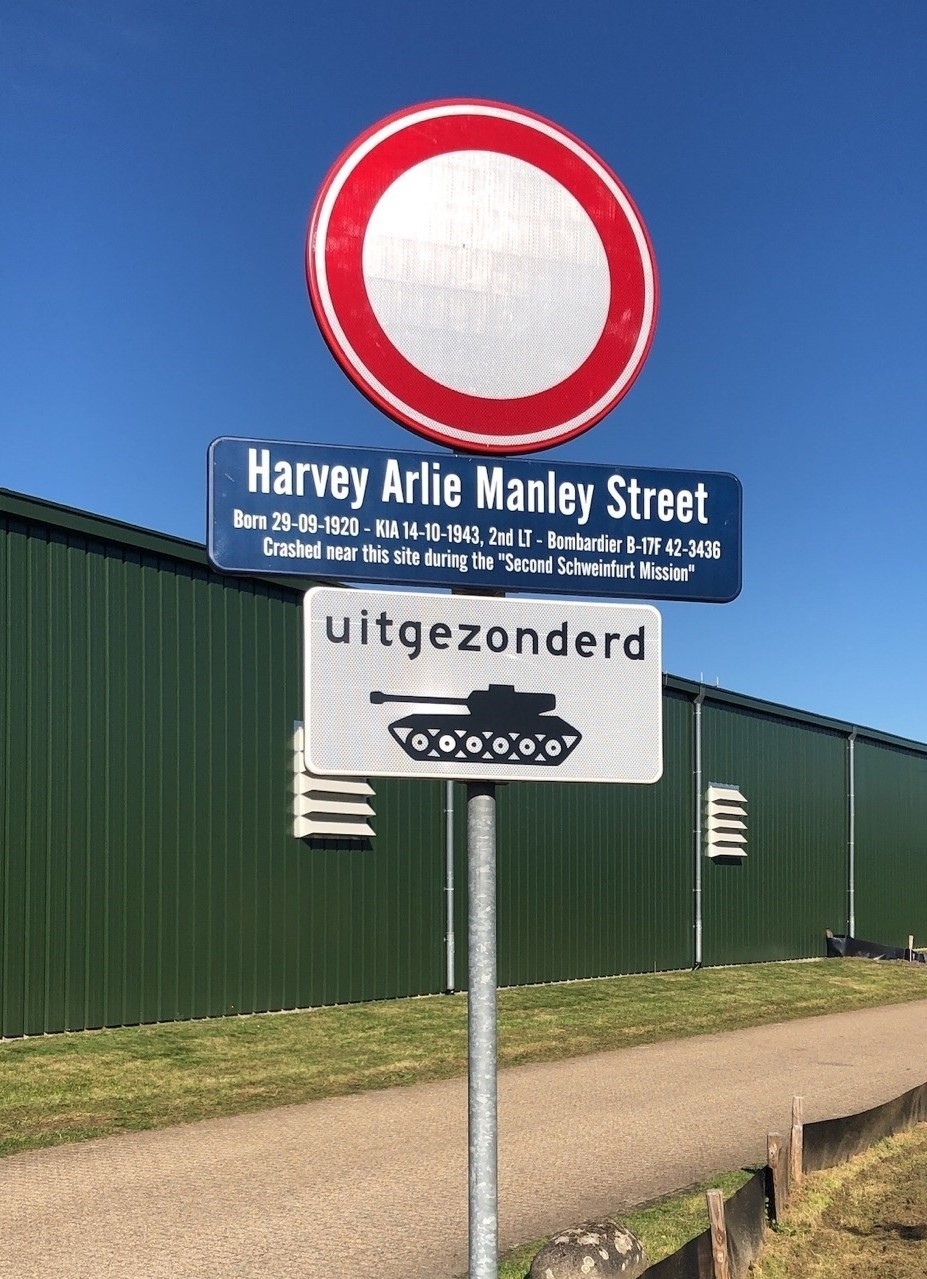 Harvey Arlie Manley Street
Born 29-09-1920 - KIA 14-10-1943, 2nd LT - Bombardier B-17F 42-3436
Crashed near this site during the "Second Schweinfurt Mission"
uitgezonderd